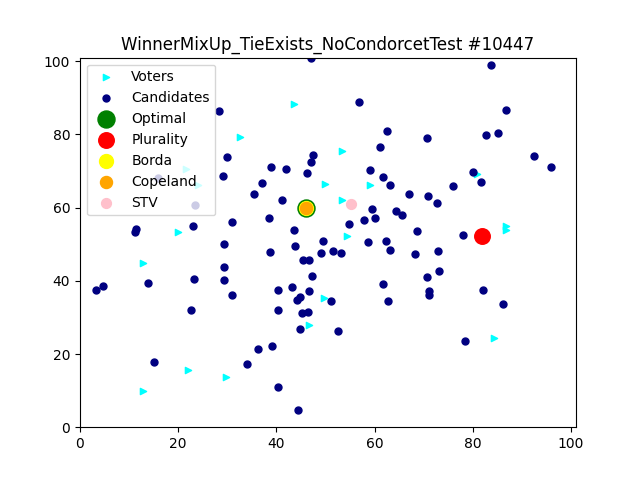 WinnerMixUp_TieExists_NoCondorcetTest #10447
Voters
Candidates
Optimal
Plurality
Borda
Copeland
STV
100
80
60
40
20
0
0 20 40 60 80 100